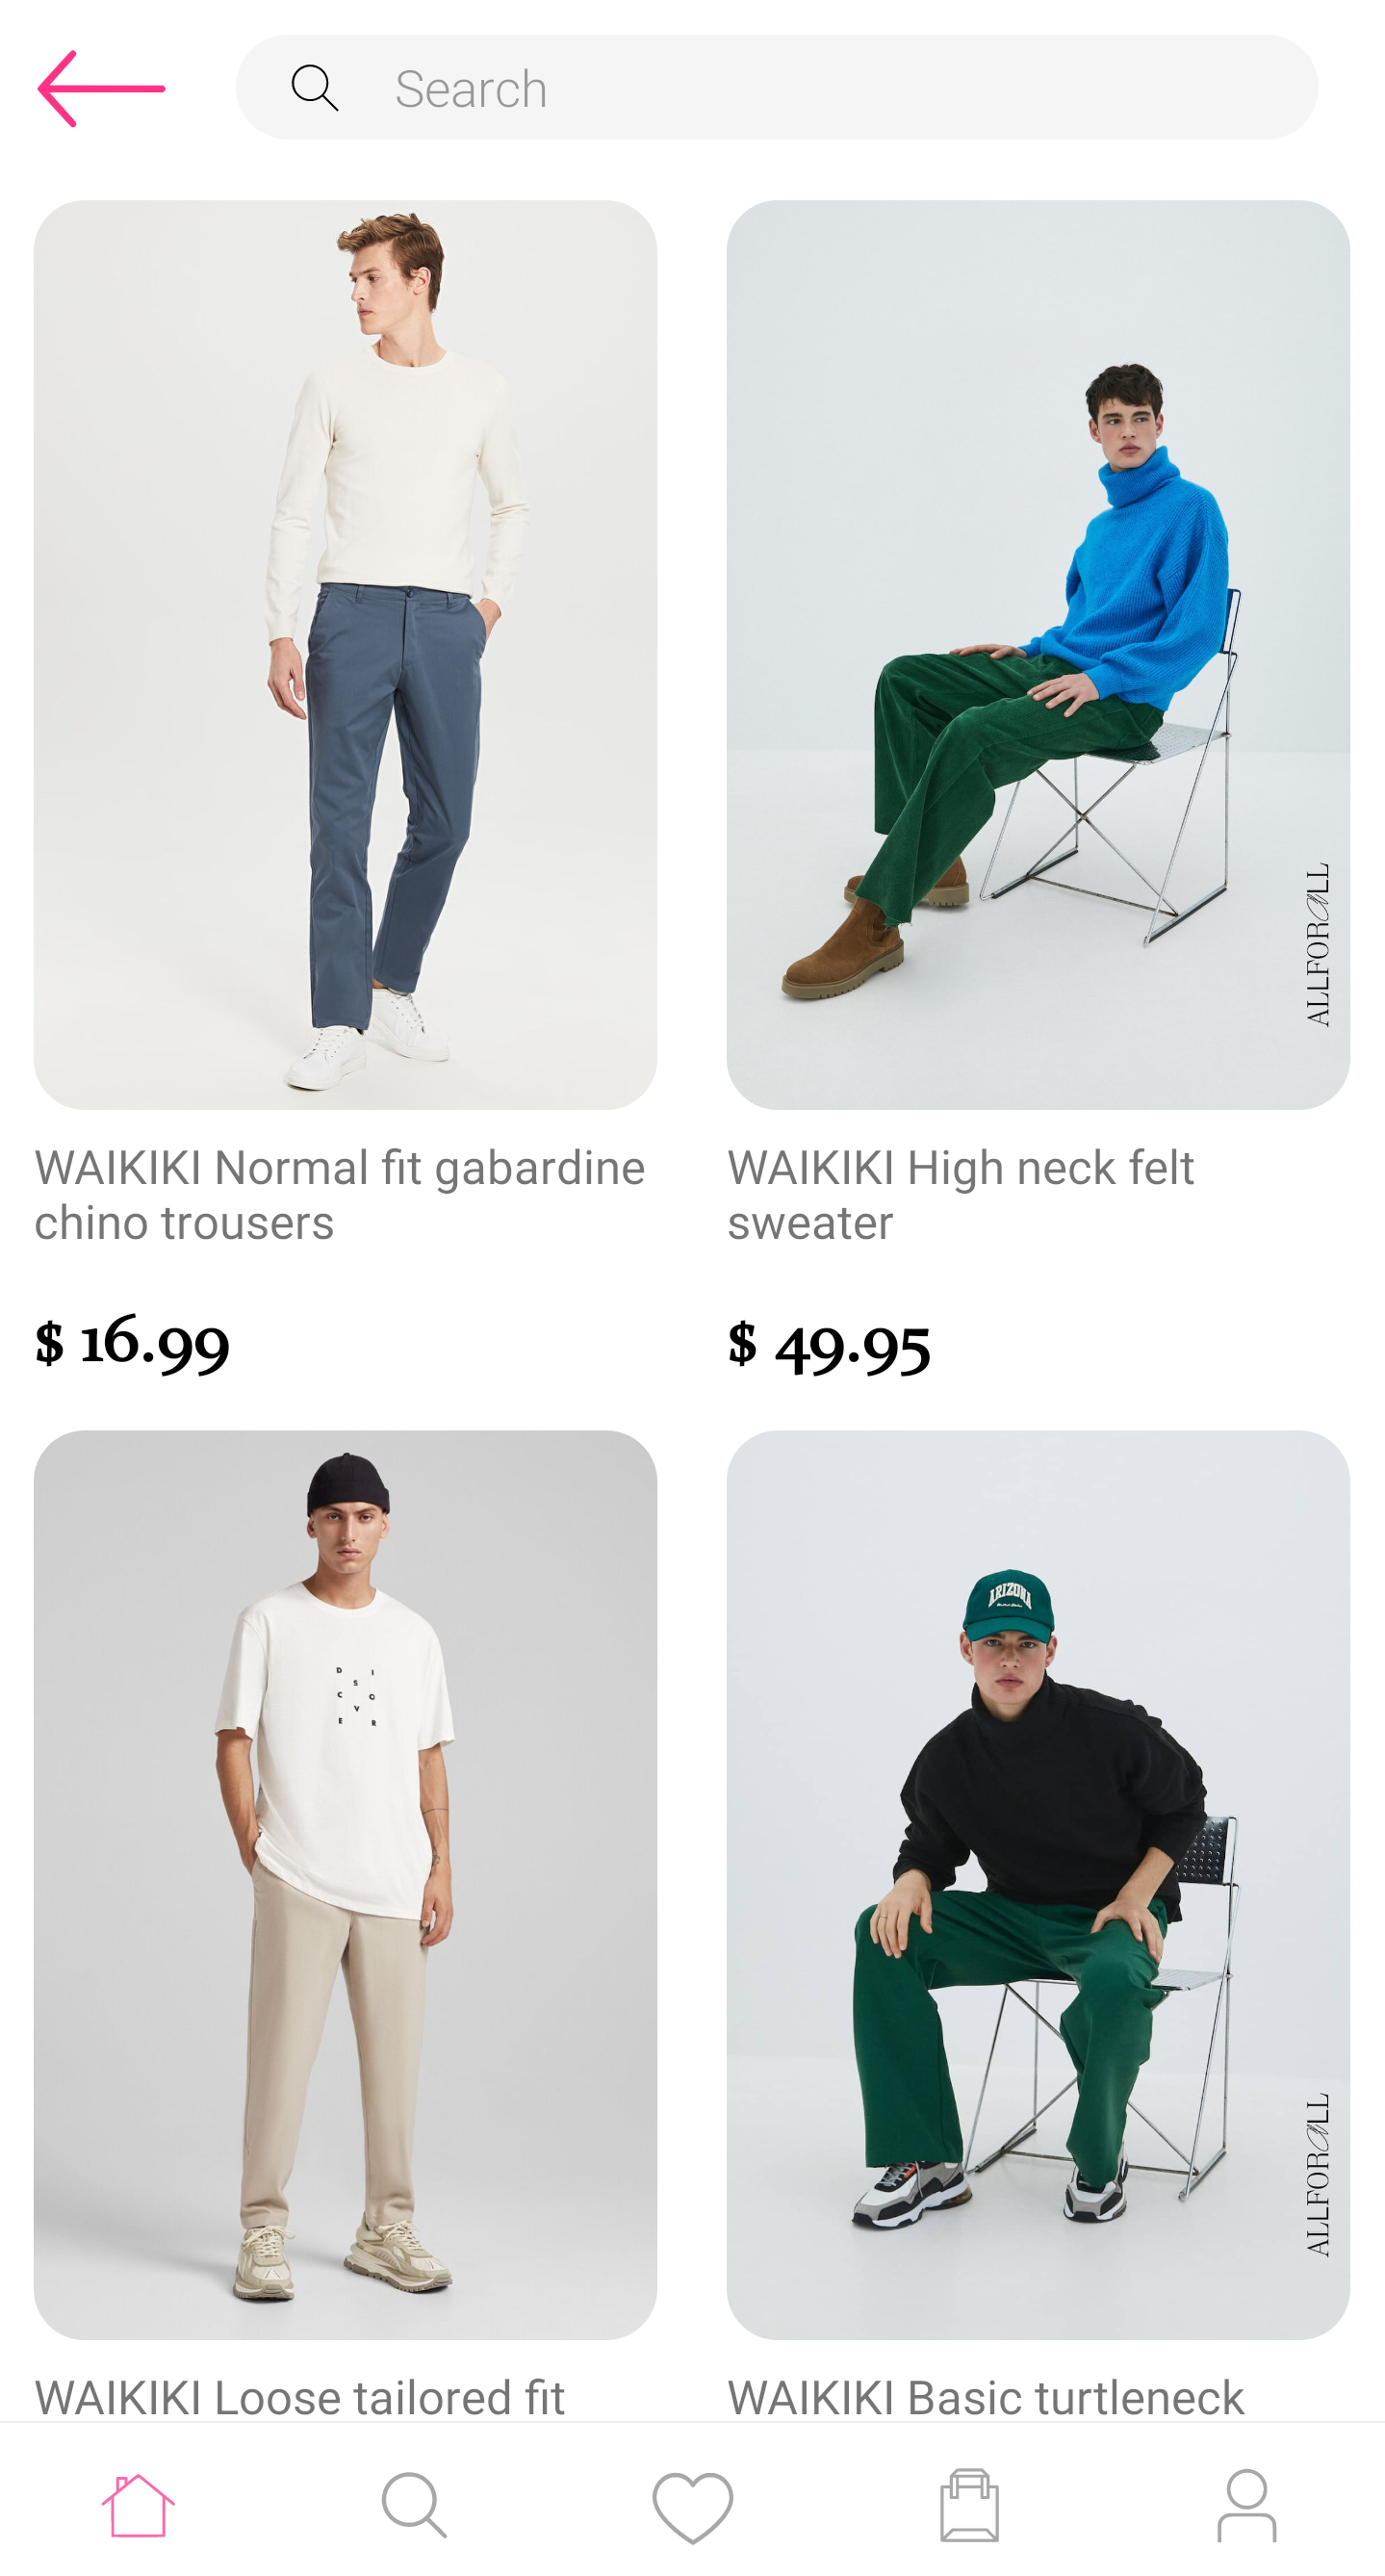 Search
ALLFORALL
WAIKIKI Normal fit gabardine
chino trousers
$ 16.99
WAIKIKI High neck felt
sweater
$ 49.95
D I
S
C O
V
E R
ARIZONA
ALLFORALL
WAIKIKI Loose tailored fit
WAIKIKI Basic turtleneck